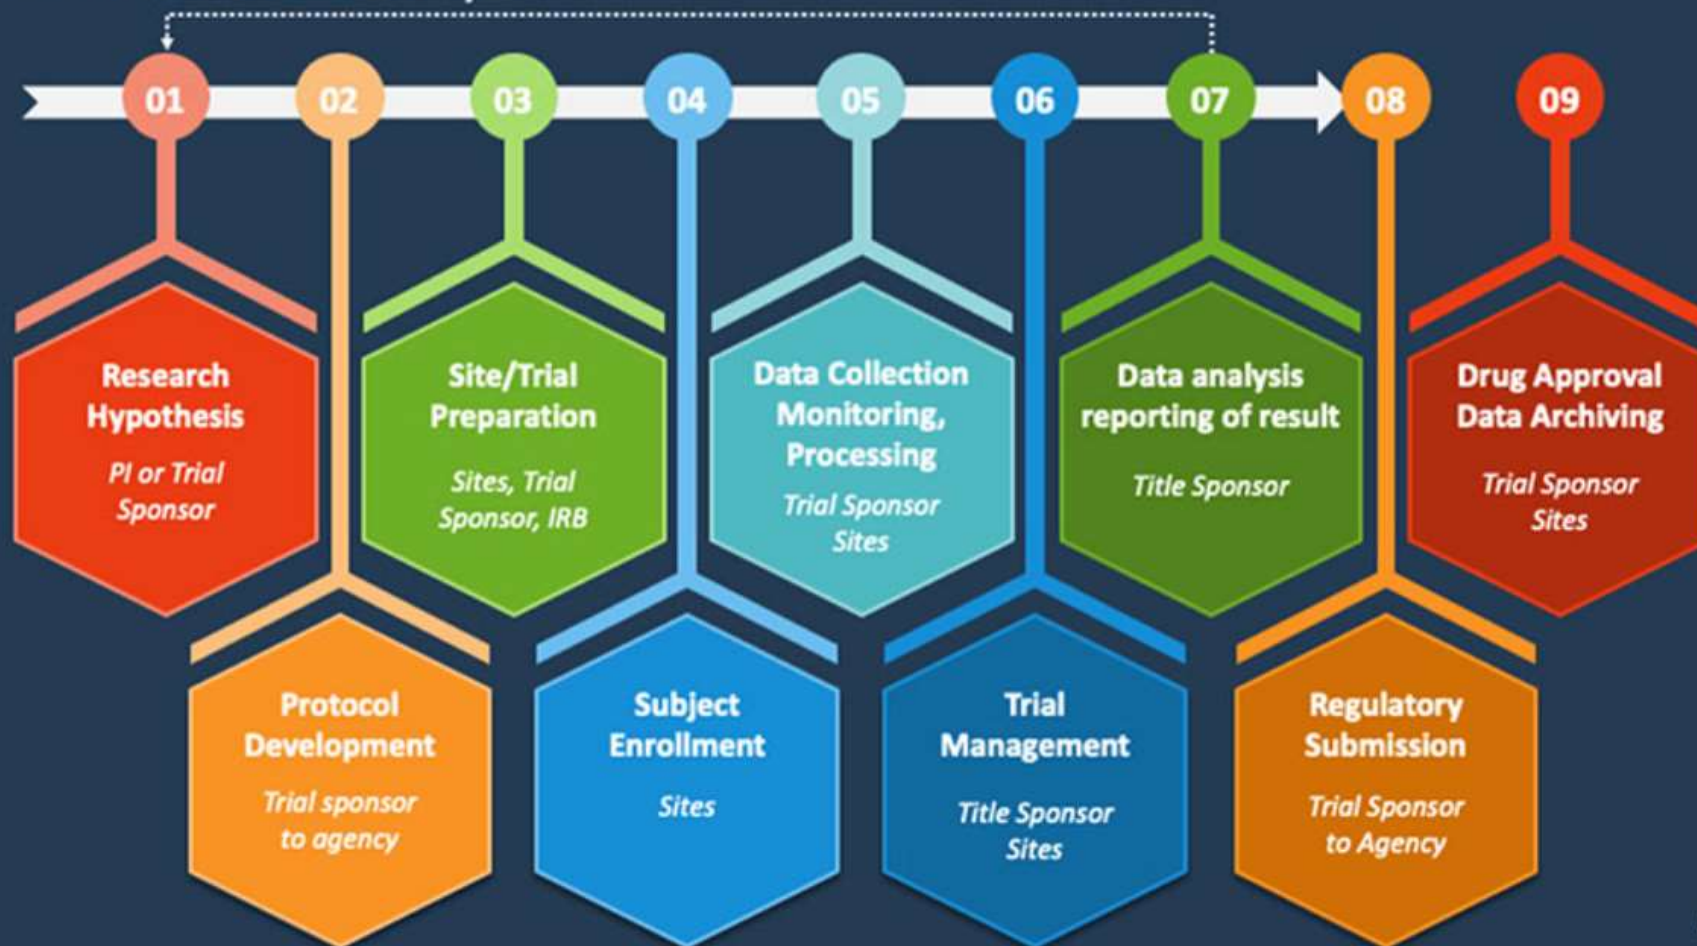 01
02
03
04
05
06
07
08
09
Research
Hypothesis
PI or Trial
Sponsor
Site/Trial
Preparation
Sites, Trial
Sponsor, IRB
Data Collection
Monitoring,
Processing
Trial Sponsor
Sites
Data analysis
reporting of result
Title Sponsor
Drug Approval
Data Archiving
Trial Sponsor
Sites
Protocol
Development
Trial sponsor
to agency
Subject
Enrollment
Sites
Trial
Management
Title Sponsor
Sites
Regulatory
Submission
Trial Sponsor
to Agency